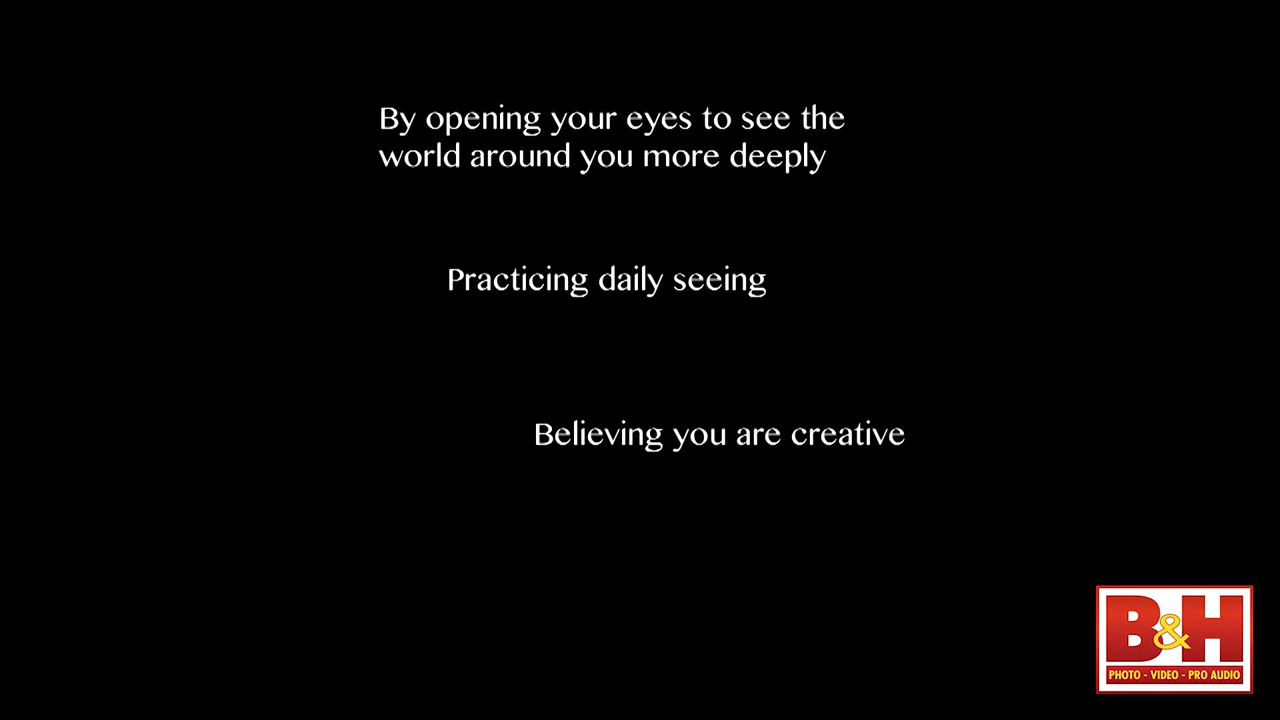 By opening your eyes to see the
world around you more deeply
Practicing daily seeing
Believing you are creative
B&H
PHOTO - VIDEO - PRO AUDIO